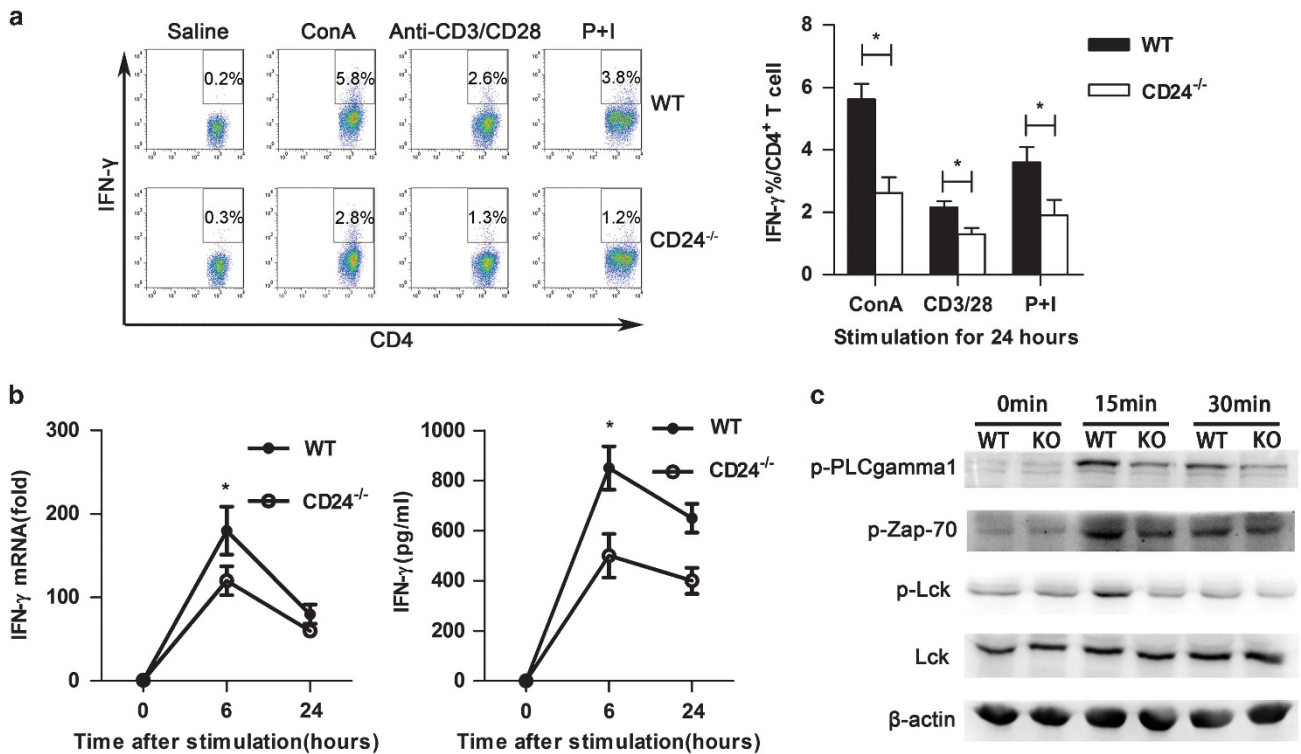 a
Saline ConA Anti-CD3/CD28 P+I
0.2% 5.8% 2.6% 3.8%
WT
0.3% 2.8% 1.3% 1.2%
CD24-/-
IFN-γ
CD4
8
6
4
2
0
IFN-γ %/CD4+ T cell
* * *
WT
CD24-/-
ConA CD3/28 P+I
Stimulation for 24 hours
b
300
200
100
0
IFN-γ mRNA(fold)
*
WT
CD24-/-
0 6 24
Time after stimulation(hours)
1000
800
600
400
200
0
IFN-γ (pg/ml)
*
WT
CD24-/-
0 6 24
Time after stimulation(hours)
c
0min 15min 30min
WT KO WT KO WT KO
p-PLCgamma1
p-Zap-70
p-Lck
Lck
β-actin